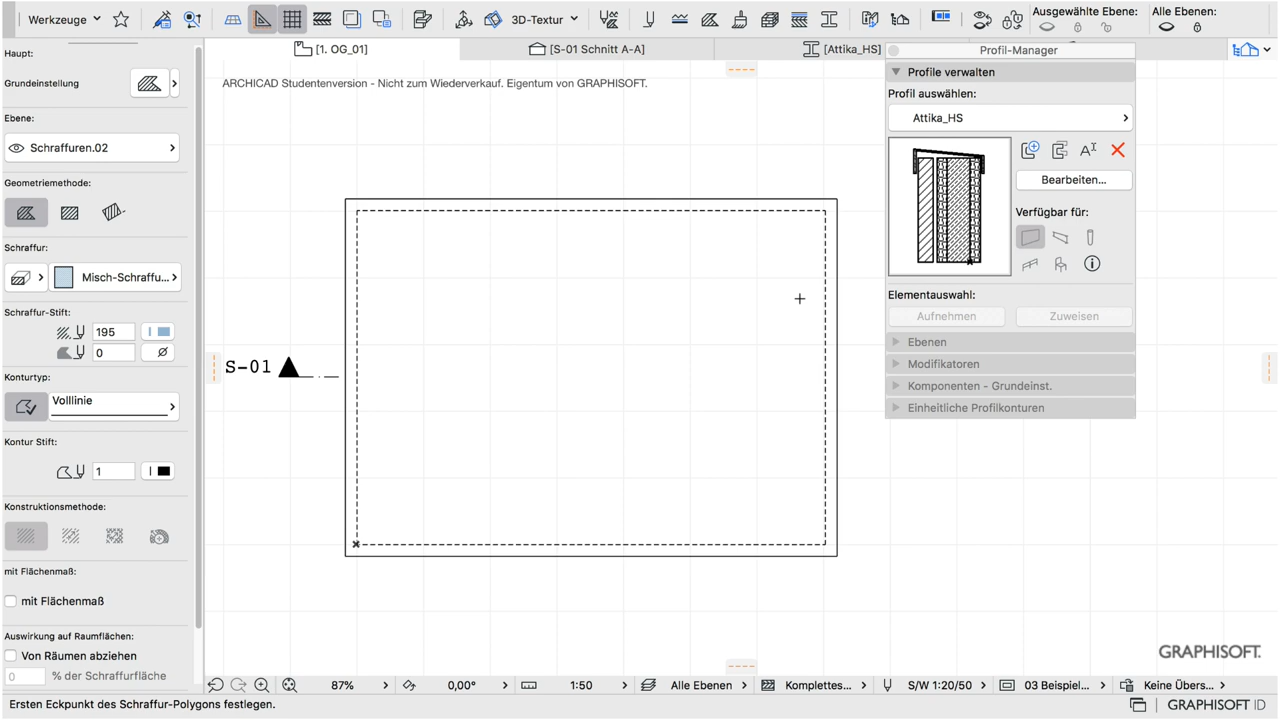 Werkzeuge
3D-Textur
Ausgewählte Ebene:
Alle Ebenen:
Haupt:
Grundeinstellung
Ebene:
Schraffuren.02
Geometriemethode:
Schraffur:
Misch-Schraffu...
Schraffur-Stift:
195
0
Konturtyp:
Volllinie
Kontur Stift:
1
Konstruktionsmethode:
mit Flächenmaß:
mit Flächenmaß
Auswirkung auf Raumflächen:
Von Räumen abziehen
0 % der Schraffurfläche
[1. OG_01]
[S-01 Schnitt A-A]
[Attika_HS]
ARCHICAD Studentenversion - Nicht zum Wiederverkauf. Eigentum von GRAPHISOFT.
S-01
Profil-Manager
Profile verwalten
Profil auswählen:
Attika_HS
Bearbeiten...
Verfügbar für:
Elementauswahl:
Aufnehmen
Zuweisen
Ebenen
Modifikatoren
Komponenten - Grundeinst.
Einheitliche Profilkonturen
GRAPHISOFT.
87%
0,00°
1:50
Alle Ebenen
Komplettes...
S/W 1:20/50
03 Beispiel...
Keine Übers...
Ersten Eckpunkt des Schraffur-Polygons festlegen.
GRAPHISOFT ID